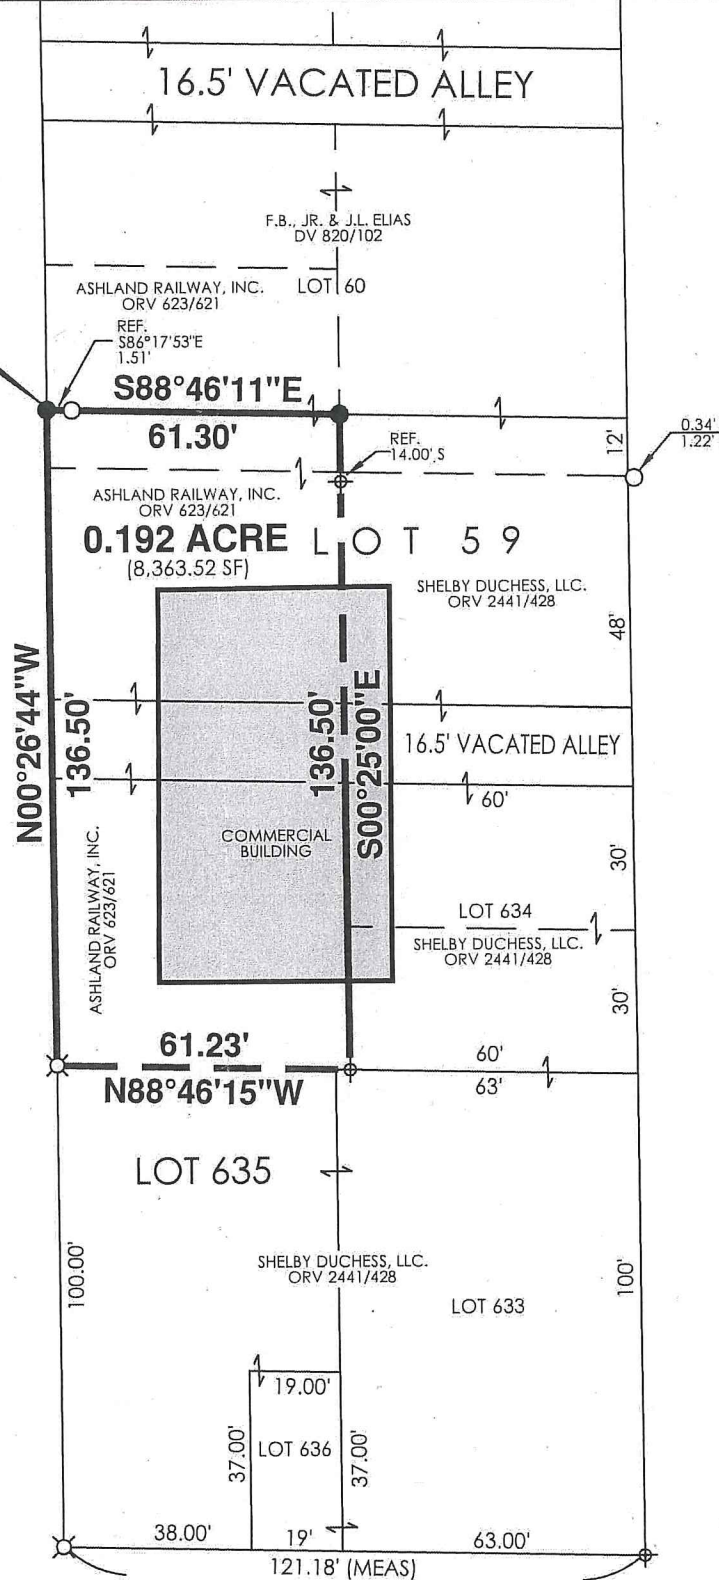 16.5' VACATED ALLEY
F.B., JR. & J.L. ELIAS
DV 820/102
ASHLAND RAILWAY, INC.
ORV 623/621
LOT 60
REF.
S86°17'53"E
1.51'
S88°46'11"E
61.30'
REF.
14.00' S
12'
0.34'
1.22'
ASHLAND RAILWAY, INC.
ORV 623/621
0.192 ACRE
(8,363.52 SF)
LOT 59
SHELBY DUCHESS, LLC.
ORV 2441/428
48'
N00°26'44"W
136.50'
136.50'
S00°25'00"E
16.5' VACATED ALLEY
60'
COMMERCIAL
BUILDING
30'
ASHLAND RAILWAY, INC.
ORV 623/621
LOT 634
SHELBY DUCHESS, LLC.
ORV 2441/428
30'
61.23'
N88°46'15"W
60'
63'
LOT 635
SHELBY DUCHESS, LLC.
ORV 2441/428
100.00'
LOT 633
100'
19.00'
37.00'
LOT 636
37.00'
38.00'
19'
63.00'
121.18' (MEAS)